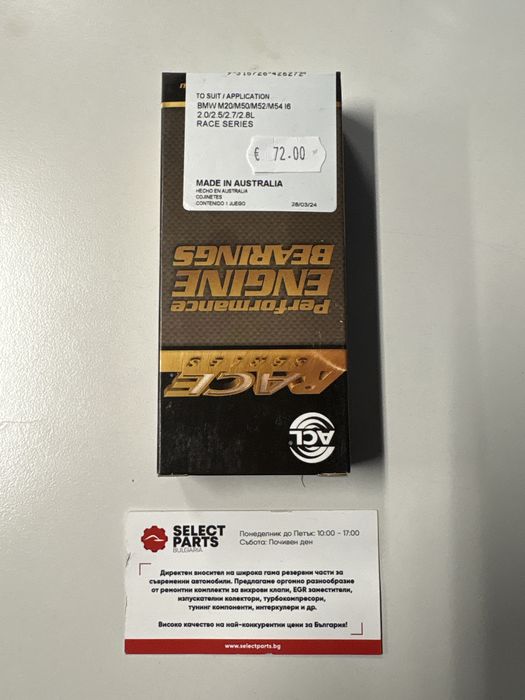 9 316726 426272
TO SUIT / APPLICATION
BMW M20/M50/M52/M54 I6
2.0/2.5/2.7/2.8L
RACE SERIES
€ 72.00
MADE IN AUSTRALIA
HECHO EN AUSTRALIA
COJINETES
CONTENIDO 1 JUEGO
28/03/24
Performance
ENGINE
BEARINGS
RACE
SERIES
ACL
SELECT
PARTS
BULGARIA
Понеделник до Петък: 10:00 - 17:00
Събота: Почивен ден
Директен вносител на широка гама резервни части за
съвременни автомобили. Предлагаме огромно разнообразие
от ремонтни комплекти за вихрови клапи, EGR заместители,
изпускателни колектори, турбокомпресори,
тунинг компоненти, интеркулери и др.
Високо качество на най-конкурентни цени за България!
www.selectparts.bg